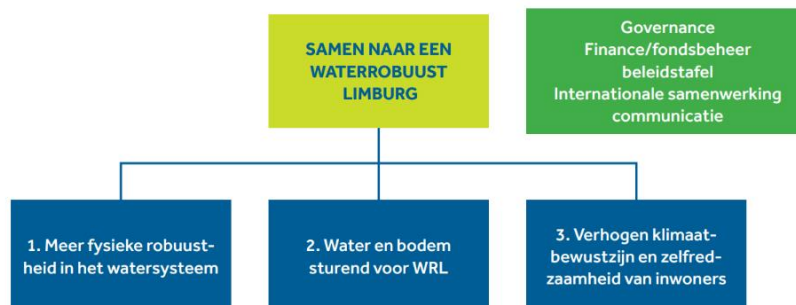 SAMEN NAAR EEN
WATERROBUUST
LIMBURG
Governance
Finance/fondsbeheer
beleidstafel
Internationale samenwerking
communicatie
1. Meer fysieke robuust-
heid in het watersysteem
2. Water en bodem
sturend voor WRL
3. Verhogen klimaat-
bewustzijn en zelfred-
zaamheid van inwoners